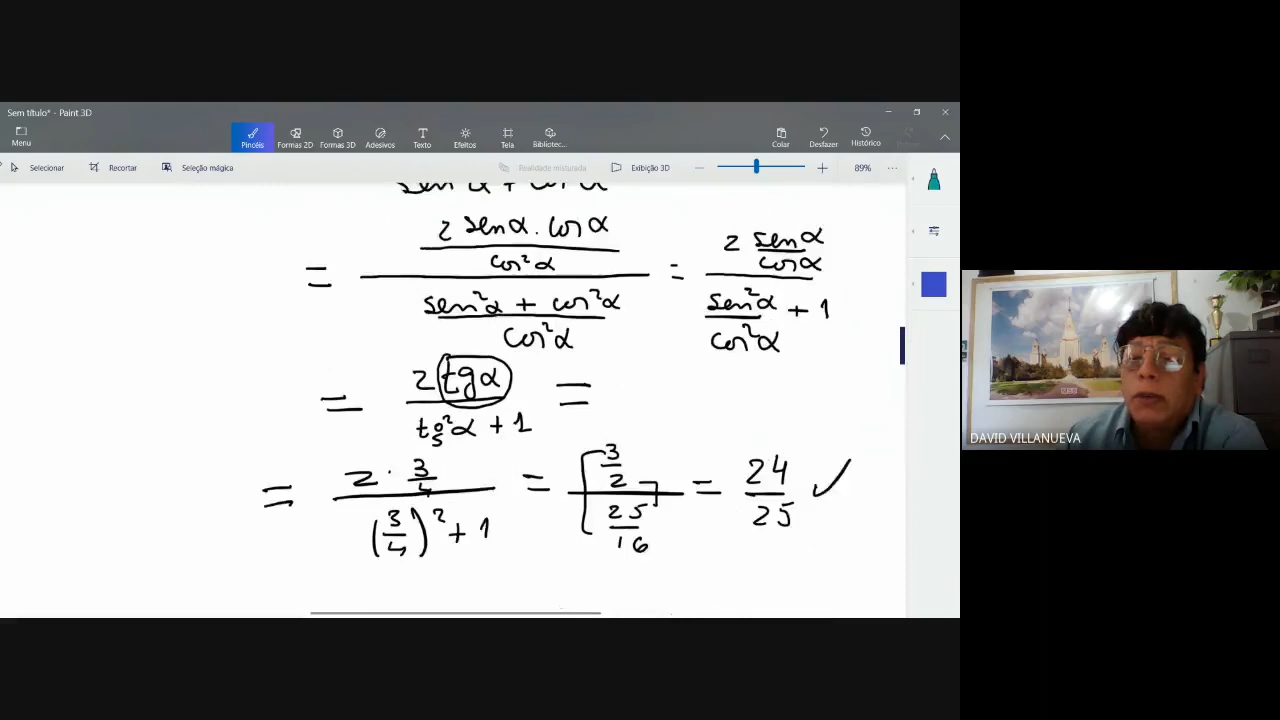 Sem título* - Paint 3D
Menu
Pincéis
Formas 2D
Formas 3D
Adesivos
Texto
Efeitos
Tela
Bibliotec...
Colar
Desfazer
Histórico
Selecionar
Recortar
Seleção mágica
Realidade misturada
Exibição 3D
89%
sen²α + cos²α
= (2 senα . cosα / cos²α) / (sen²α + cos²α / cos²α) = (2 senα / cosα) / (sen²α / cos²α + 1)
= 2 tgα / tg²α + 1 =
= 2 · 3/4 / (3/4)² + 1 = 3/2 / 25/16 = 24/25 ✓
DAVID VILLANUEVA